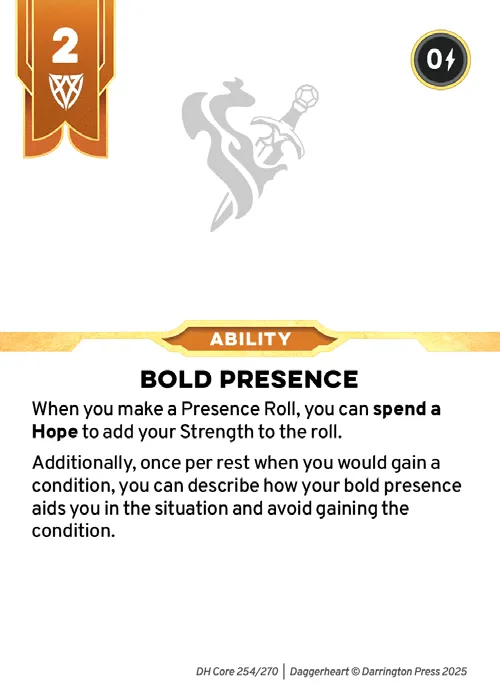 2
0
ABILITY
BOLD PRESENCE
When you make a Presence Roll, you can spend a
Hope to add your Strength to the roll.
Additionally, once per rest when you would gain a
condition, you can describe how your bold presence
aids you in the situation and avoid gaining the
condition.
DH Core 254/270 | Daggerheart © Darrington Press 2025